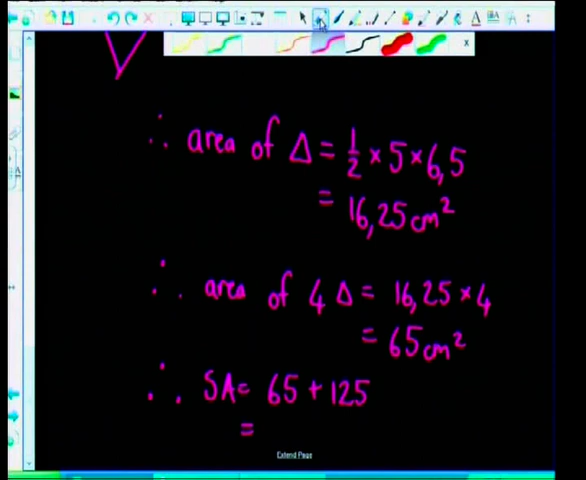 ∴ area of Δ = 1/2 × 5 × 6,5
= 16,25 cm²
∴ area of 4 Δ = 16,25 × 4
= 65 cm²
∴ SA = 65 + 125
=
Extend Page